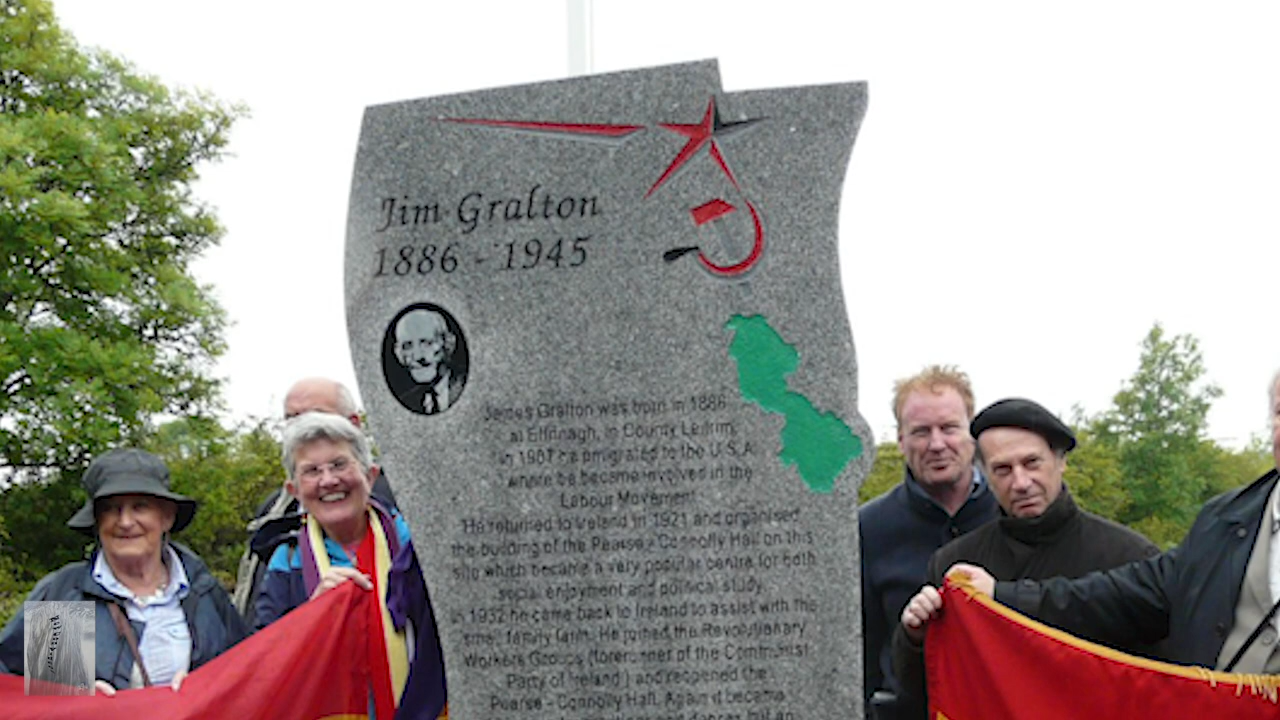 Jim Gralton
1886 - 1945
James Gralton was born in 1886
at Effrinagh, in County Leitrim.
In 1907 he emigrated to the U.S.A.
where he became involved in the
Labour Movement.
He returned to Ireland in 1921 and organised
the building of the Pearse - Connolly Hall on this
site which became a very popular centre for both
social enjoyment and political study.
In 1932 he came back to Ireland to assist with the
small family farm. He joined the Revolutionary
Workers Groups (forerunner of the Communist
Party of Ireland) and reopened the
Pearse - Connolly Hall. Again it became
and dances